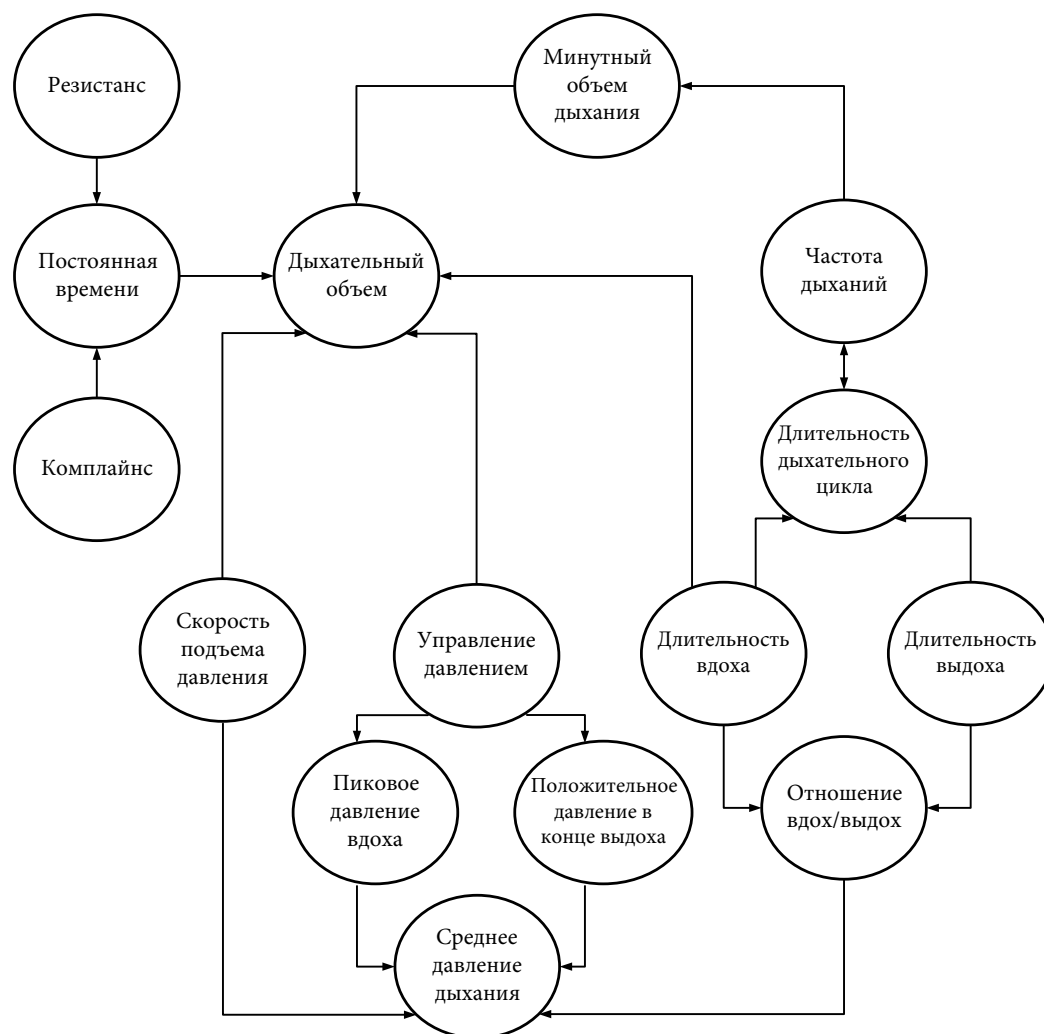 Резистанс
Минутный
объем
дыхания
Постоянная
времени
Дыхательный
объем
Частота
дыханий
Комплайнс
Длительность
дыхательного
цикла
Скорость
подъема
давления
Управление
давлением
Длительность
вдоха
Длительность
выдоха
Пиковое
давление
вдоха
Положительное
давление в
конце выдоха
Отношение
вдох/выдох
Среднее
давление
дыхания